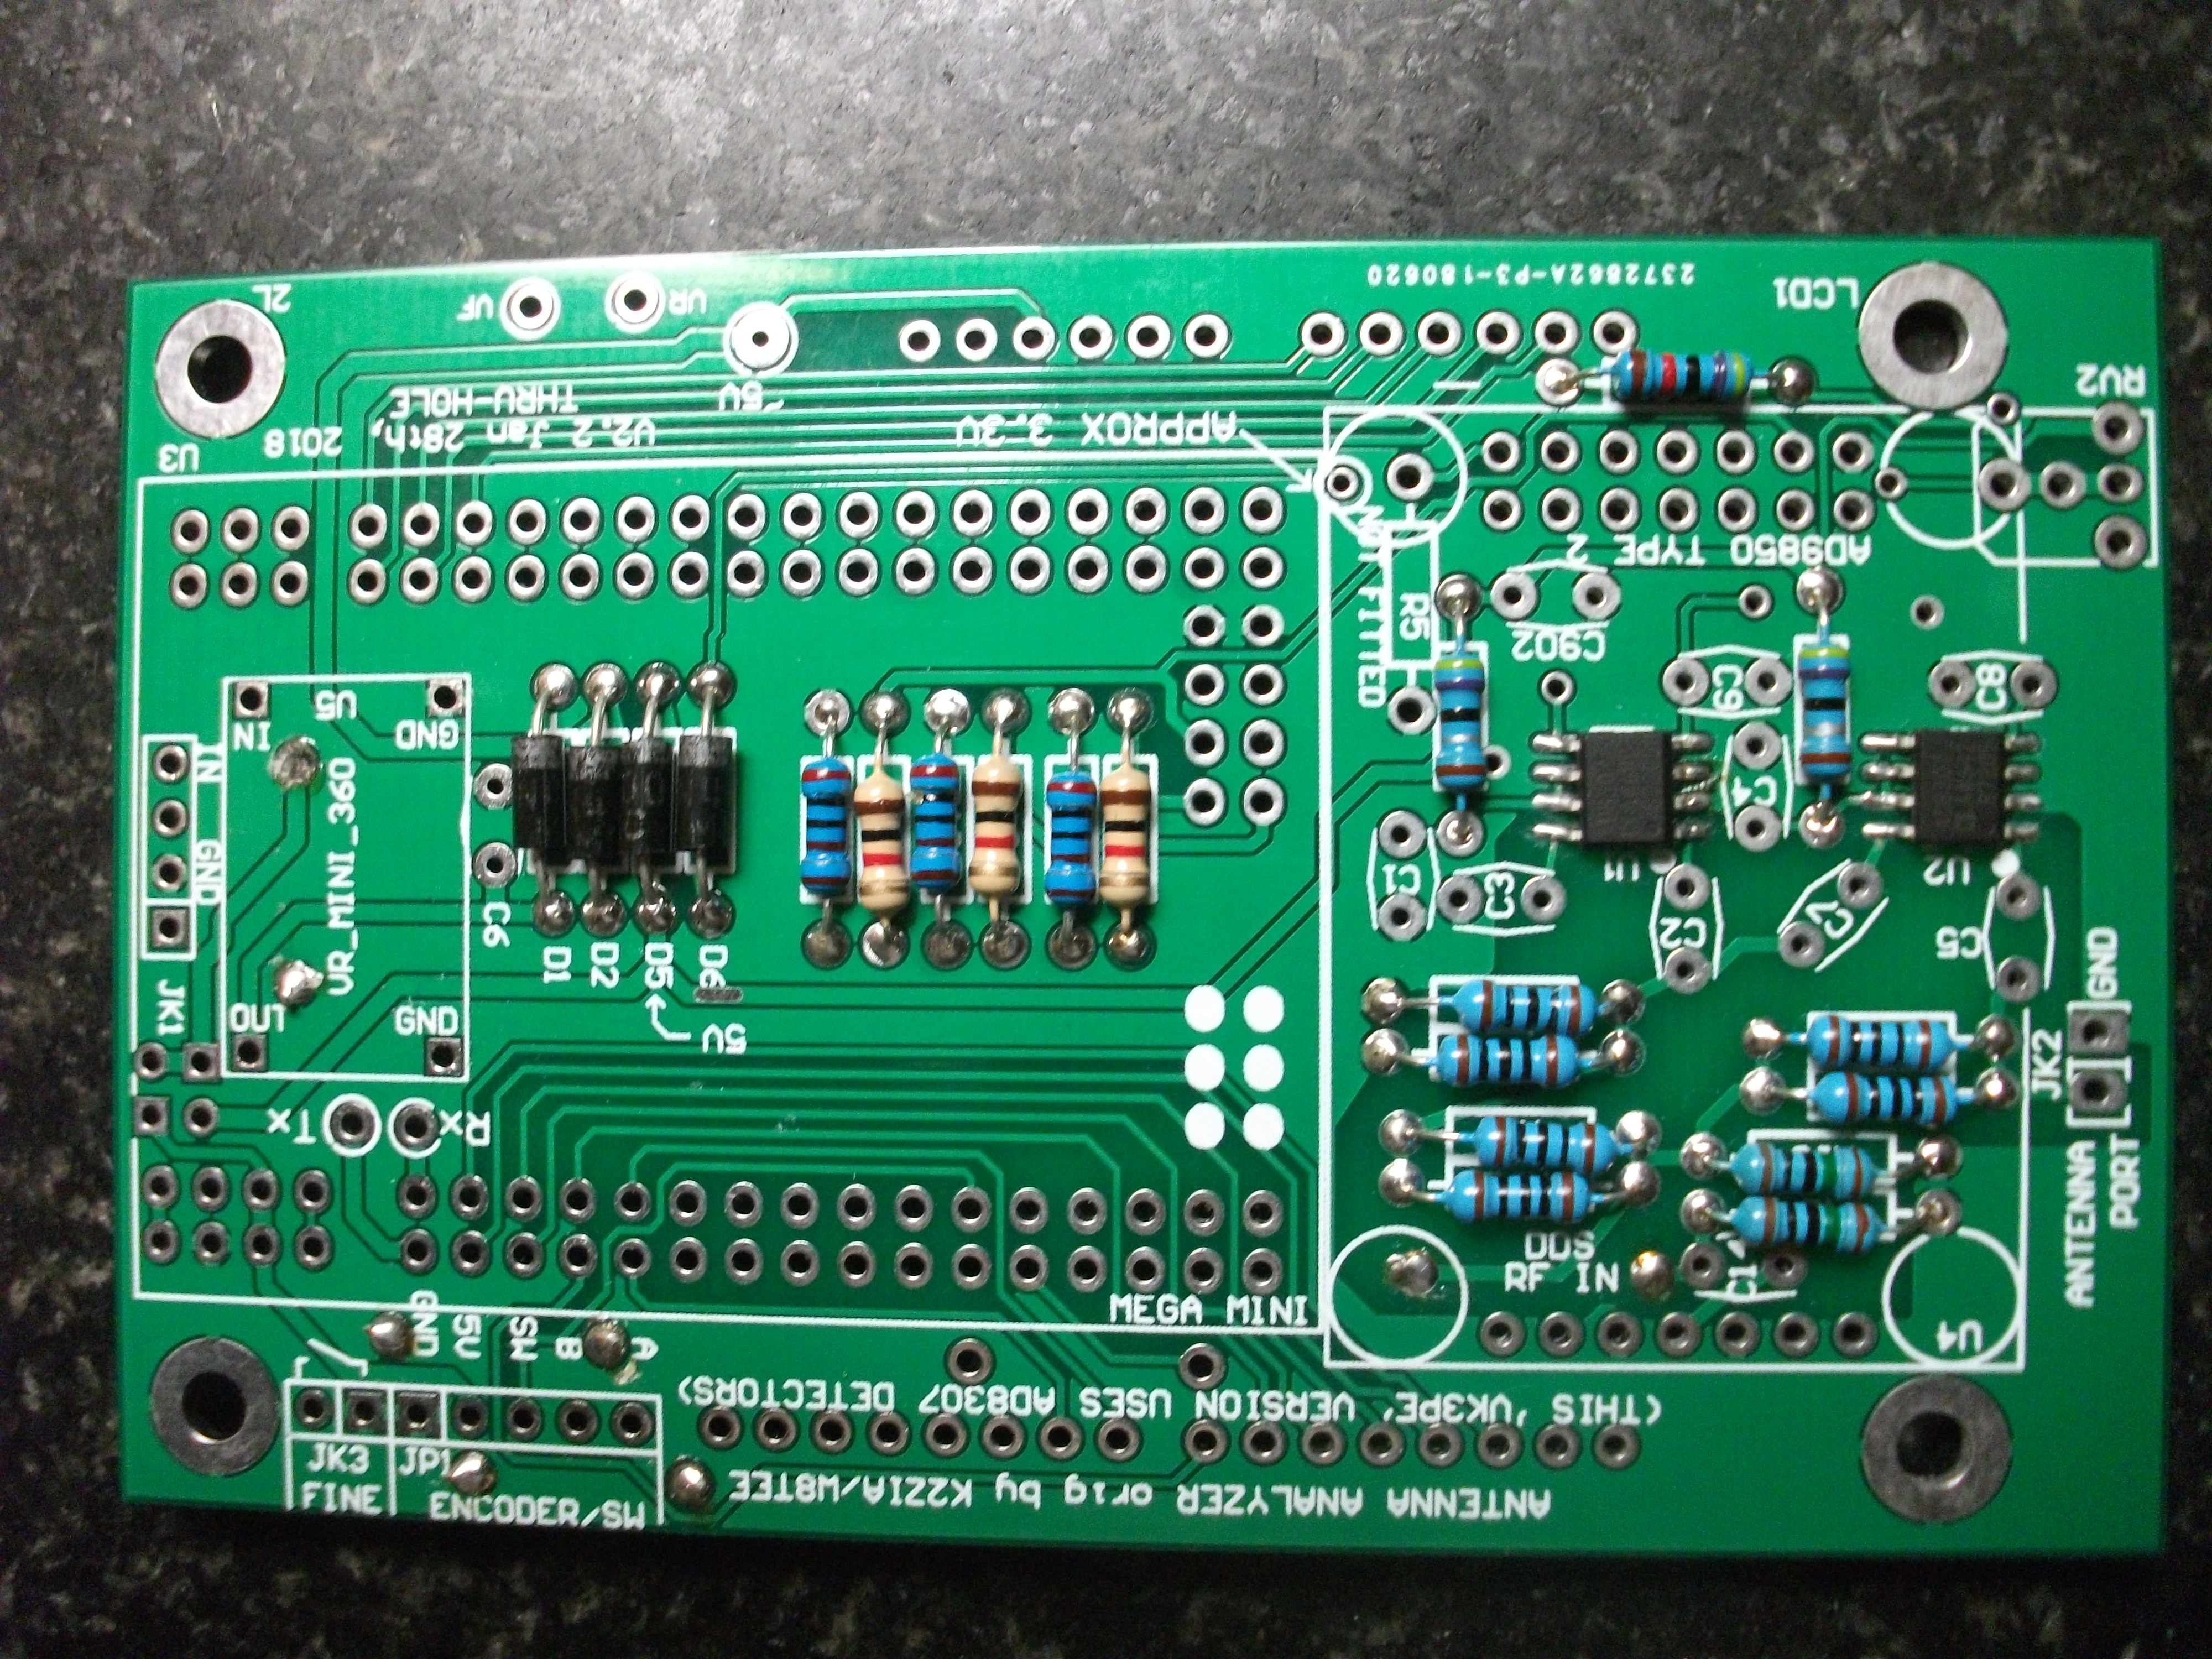 2L
VF
VR
~5V
2372862A-P3-180620
LCD1
RV2
V2.2 Jan 28th, 2018
THRU-HOLE
APPROX 3.3V
U3
NOT FITTED
R5
AD9850 TYPE 2
C902
C9
C8
C4
U1
U2
C1
C3
C2
C7
C5
U5
IN
GND
VR_MINI_360
OUT
GND
IN
GND
JK1
C6
D1
D2
D5
D6
5V
Tx
Rx
GND
JK2
ANTENNA
PORT
DDS
RF IN
C14
U4
MEGA MINI
GND
5V
SW
B
A
JK3
FINE
JP1
ENCODER/SW
(THIS 'VK3PE' VERSION USES AD8307 DETECTORS)
ANTENNA ANALYZER orig by K2ZIA/W8TEE